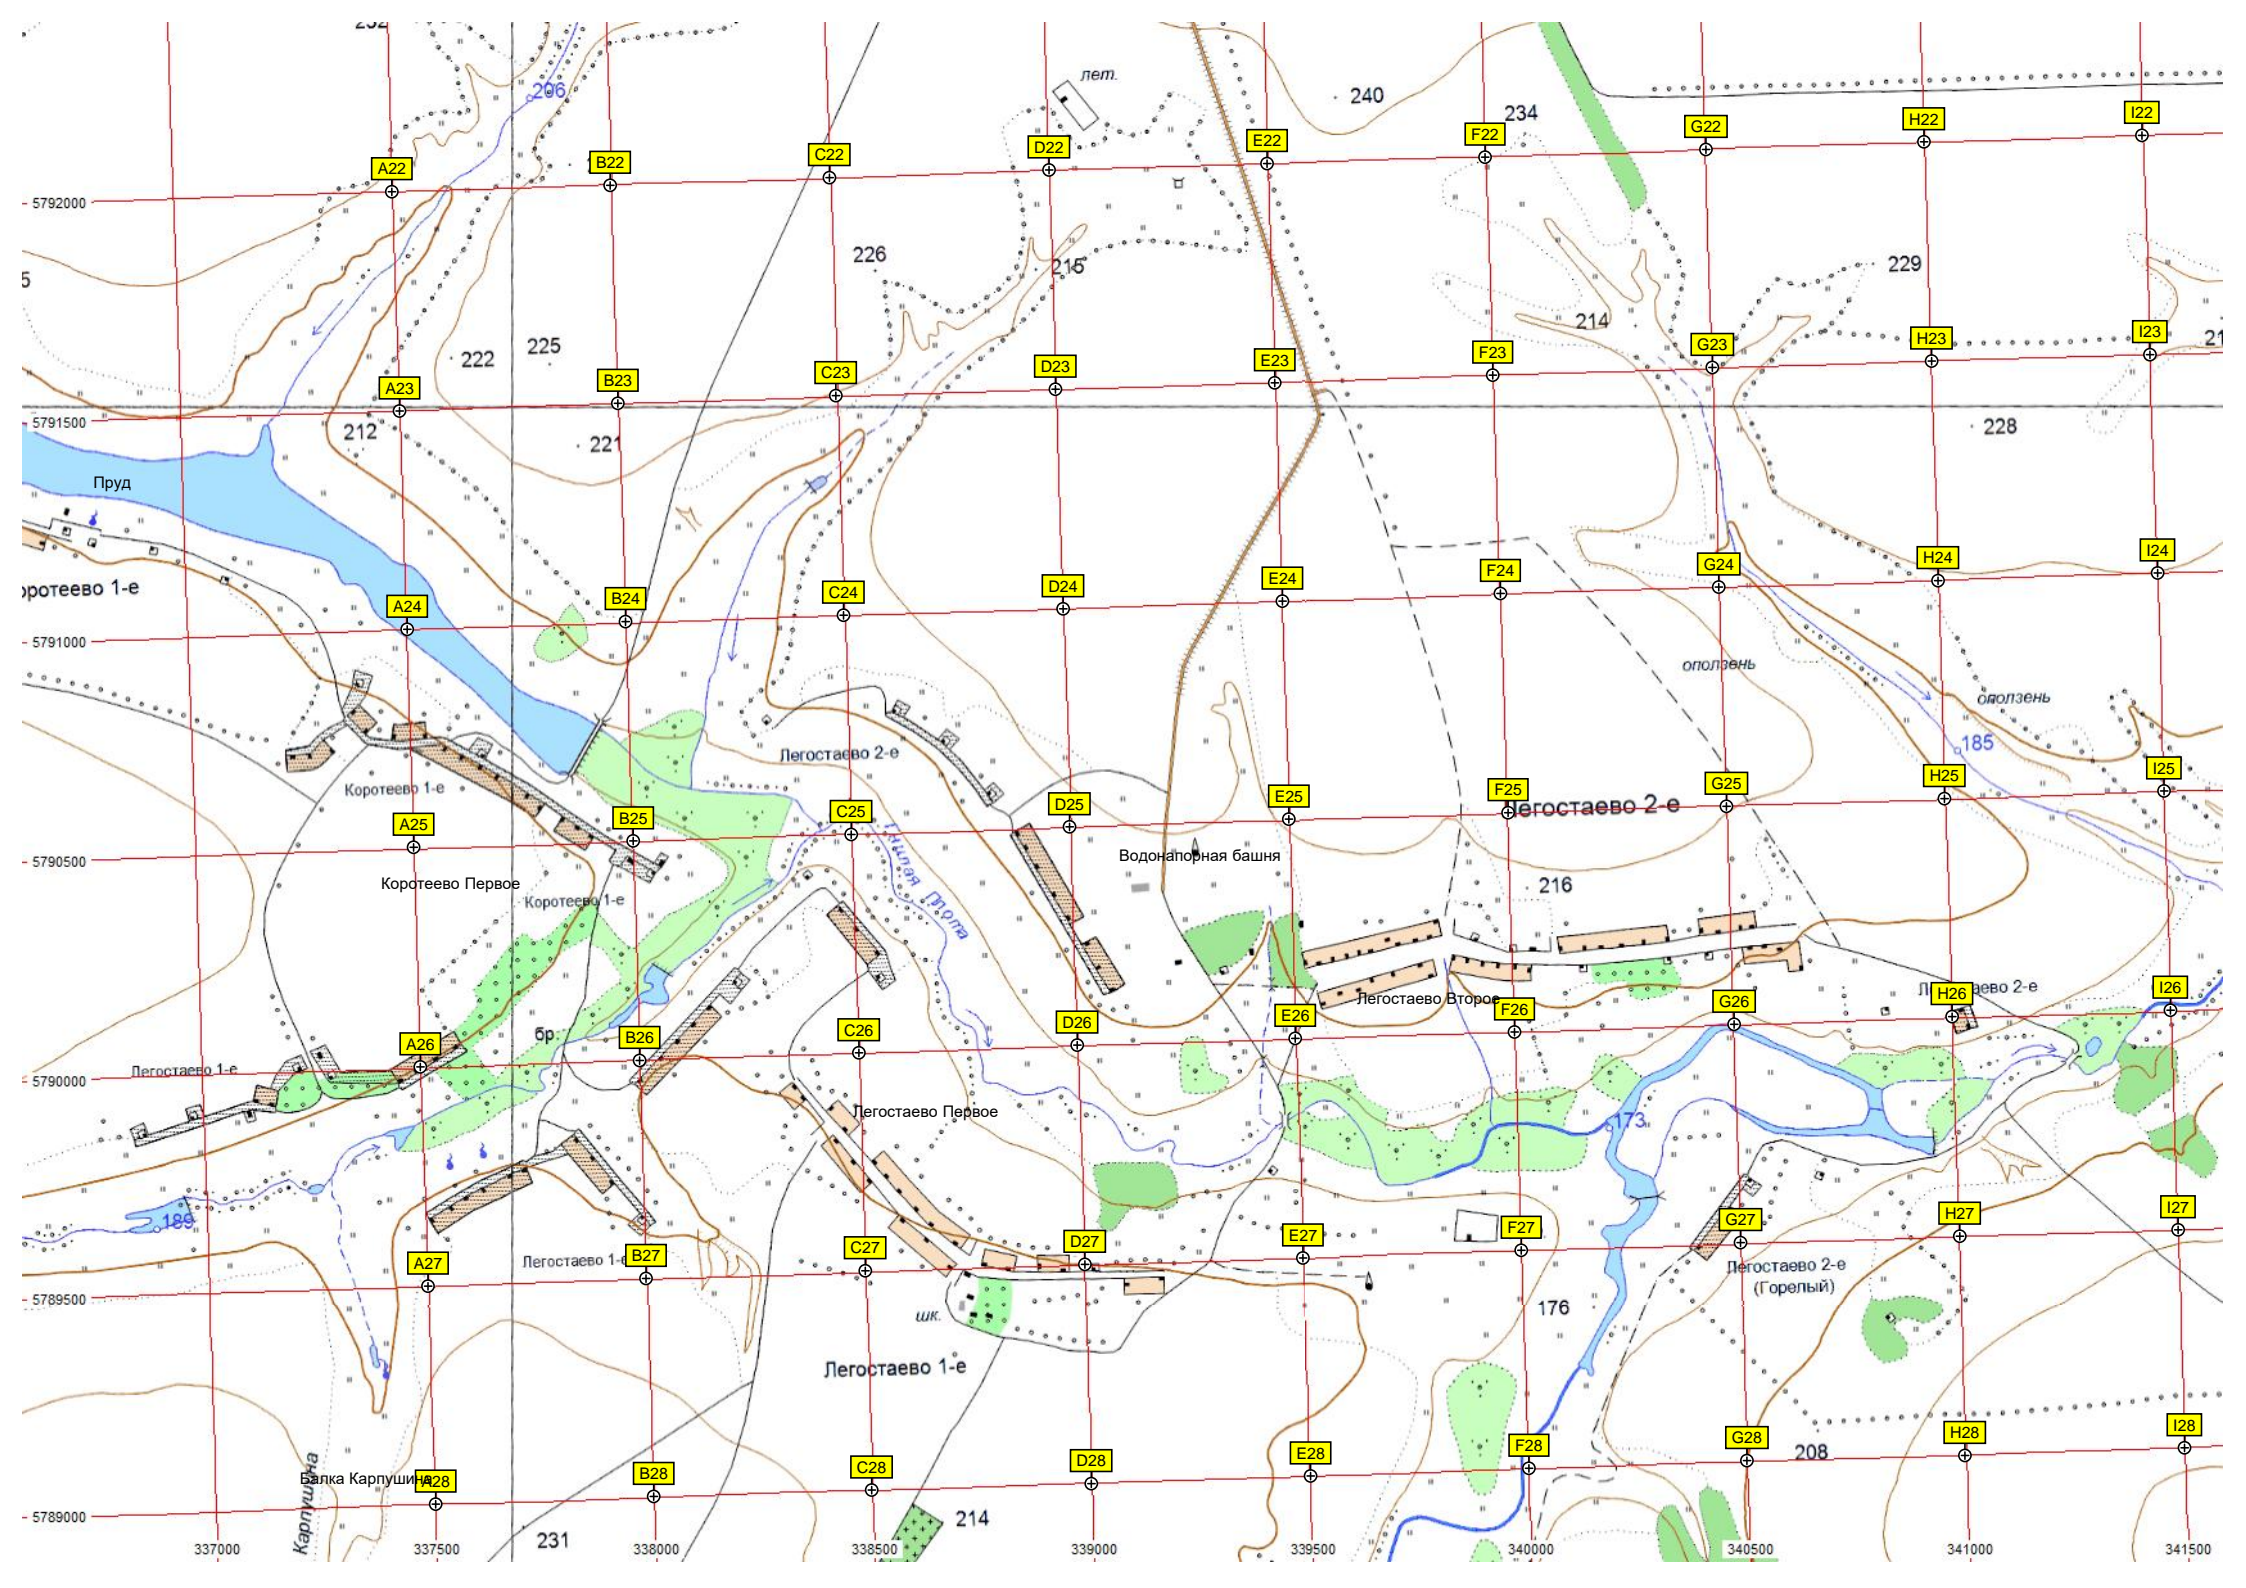 лет.
206
240
234
A22
B22
C22
D22
E22
F22
G22
H22
I22
5792000
226
215
229
214
222
225
A23
B23
C23
D23
E23
F23
G23
H23
I23
5791500
212
221
228
Пруд
A24
B24
C24
D24
E24
F24
G24
H24
I24
5791000
оползень
оползень
185
Легостаево 2-е
Коротеево 1-е
Легостаево 2-е
A25
B25
C25
D25
E25
F25
G25
H25
I25
5790500
Водонапорная башня
Коротеево Первое
216
Коротеево 1-е
Плота
Легостаево Второе
A26
B26
C26
D26
E26
F26
G26
H26
I26
бр.
5790000
Легостаево 1-е
Легостаево Первое
173
189
A27
B27
C27
D27
E27
F27
G27
H27
I27
Легостаево 1-е
Легостаево 2-е
(Горелый)
5789500
шк.
176
Легостаево 1-е
A28
B28
C28
D28
E28
F28
G28
H28
I28
208
Балка Карпушина
Карпушина
5789000
214
231
337000
337500
338000
338500
339000
339500
340000
340500
341000
341500